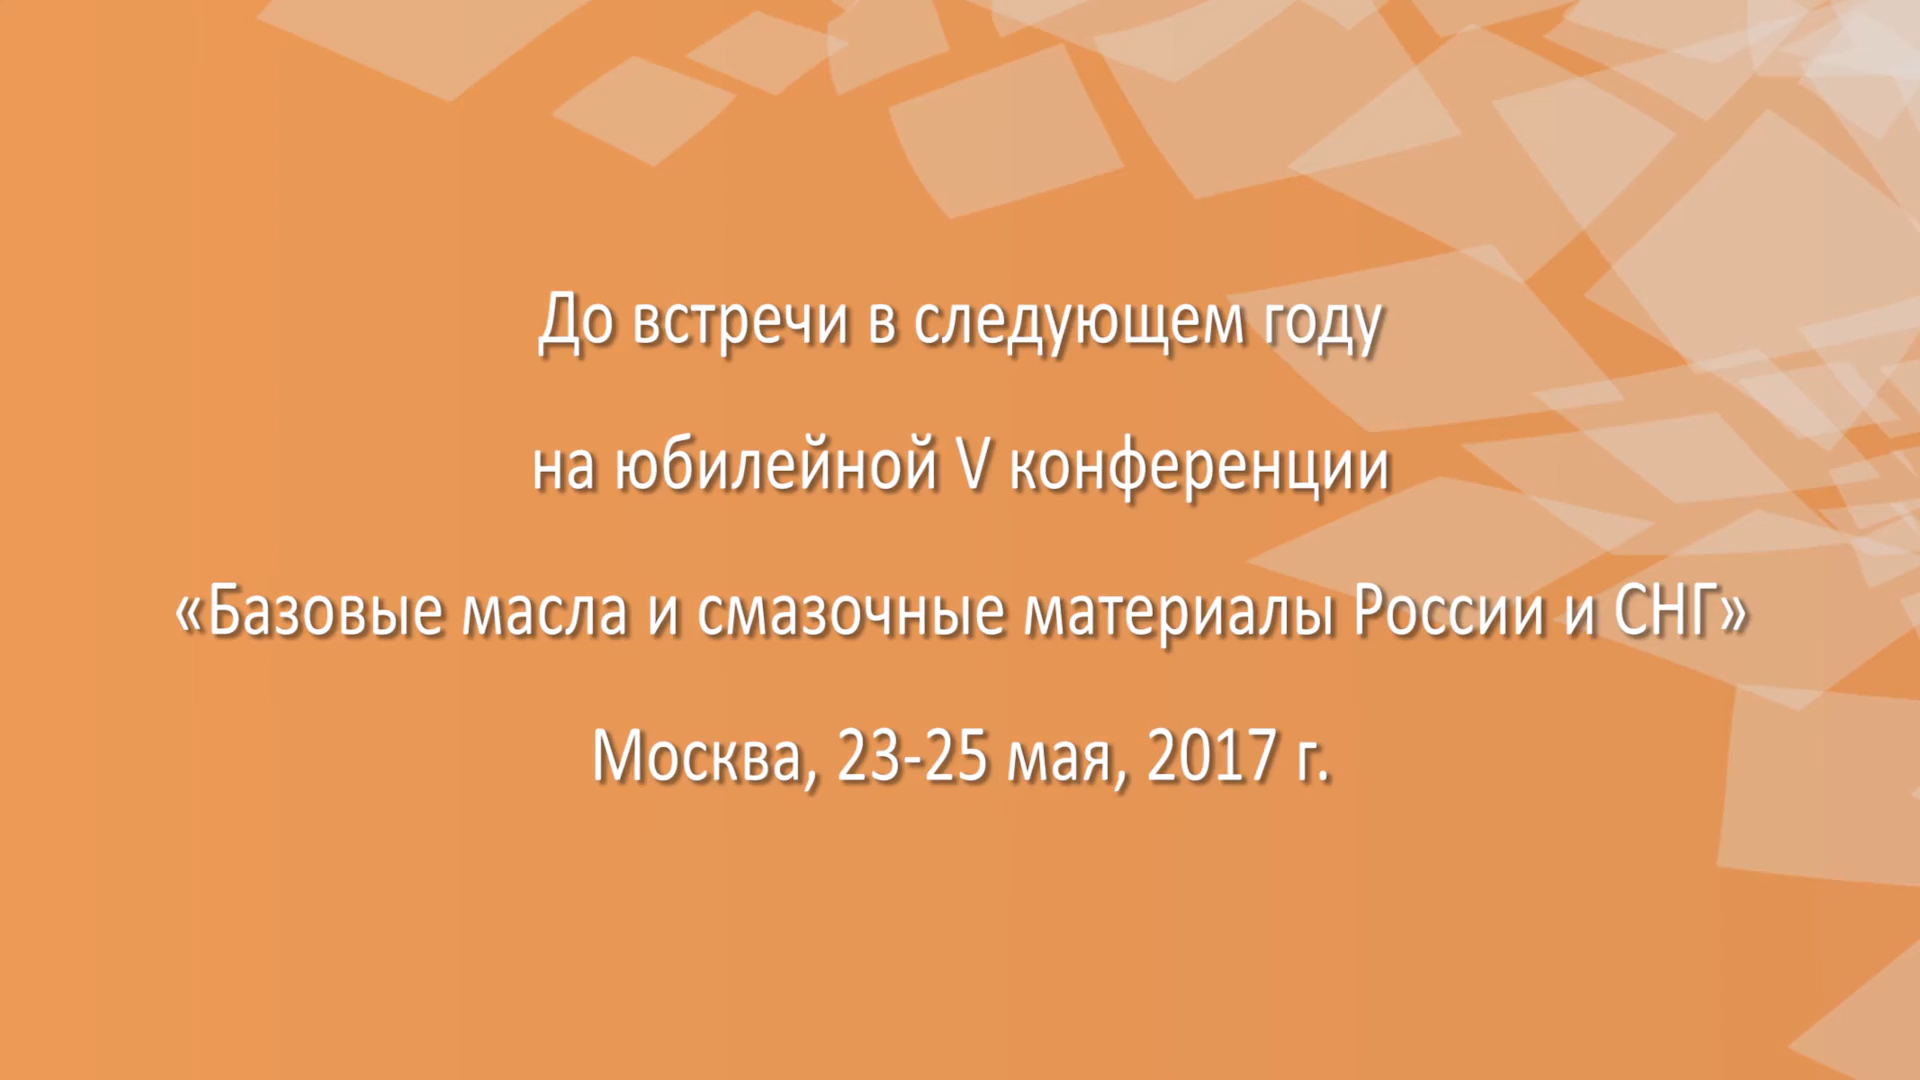 До встречи в следующем году
на юбилейной V конференции
«Базовые масла и смазочные материалы России и СНГ»
Москва, 23-25 мая, 2017 г.